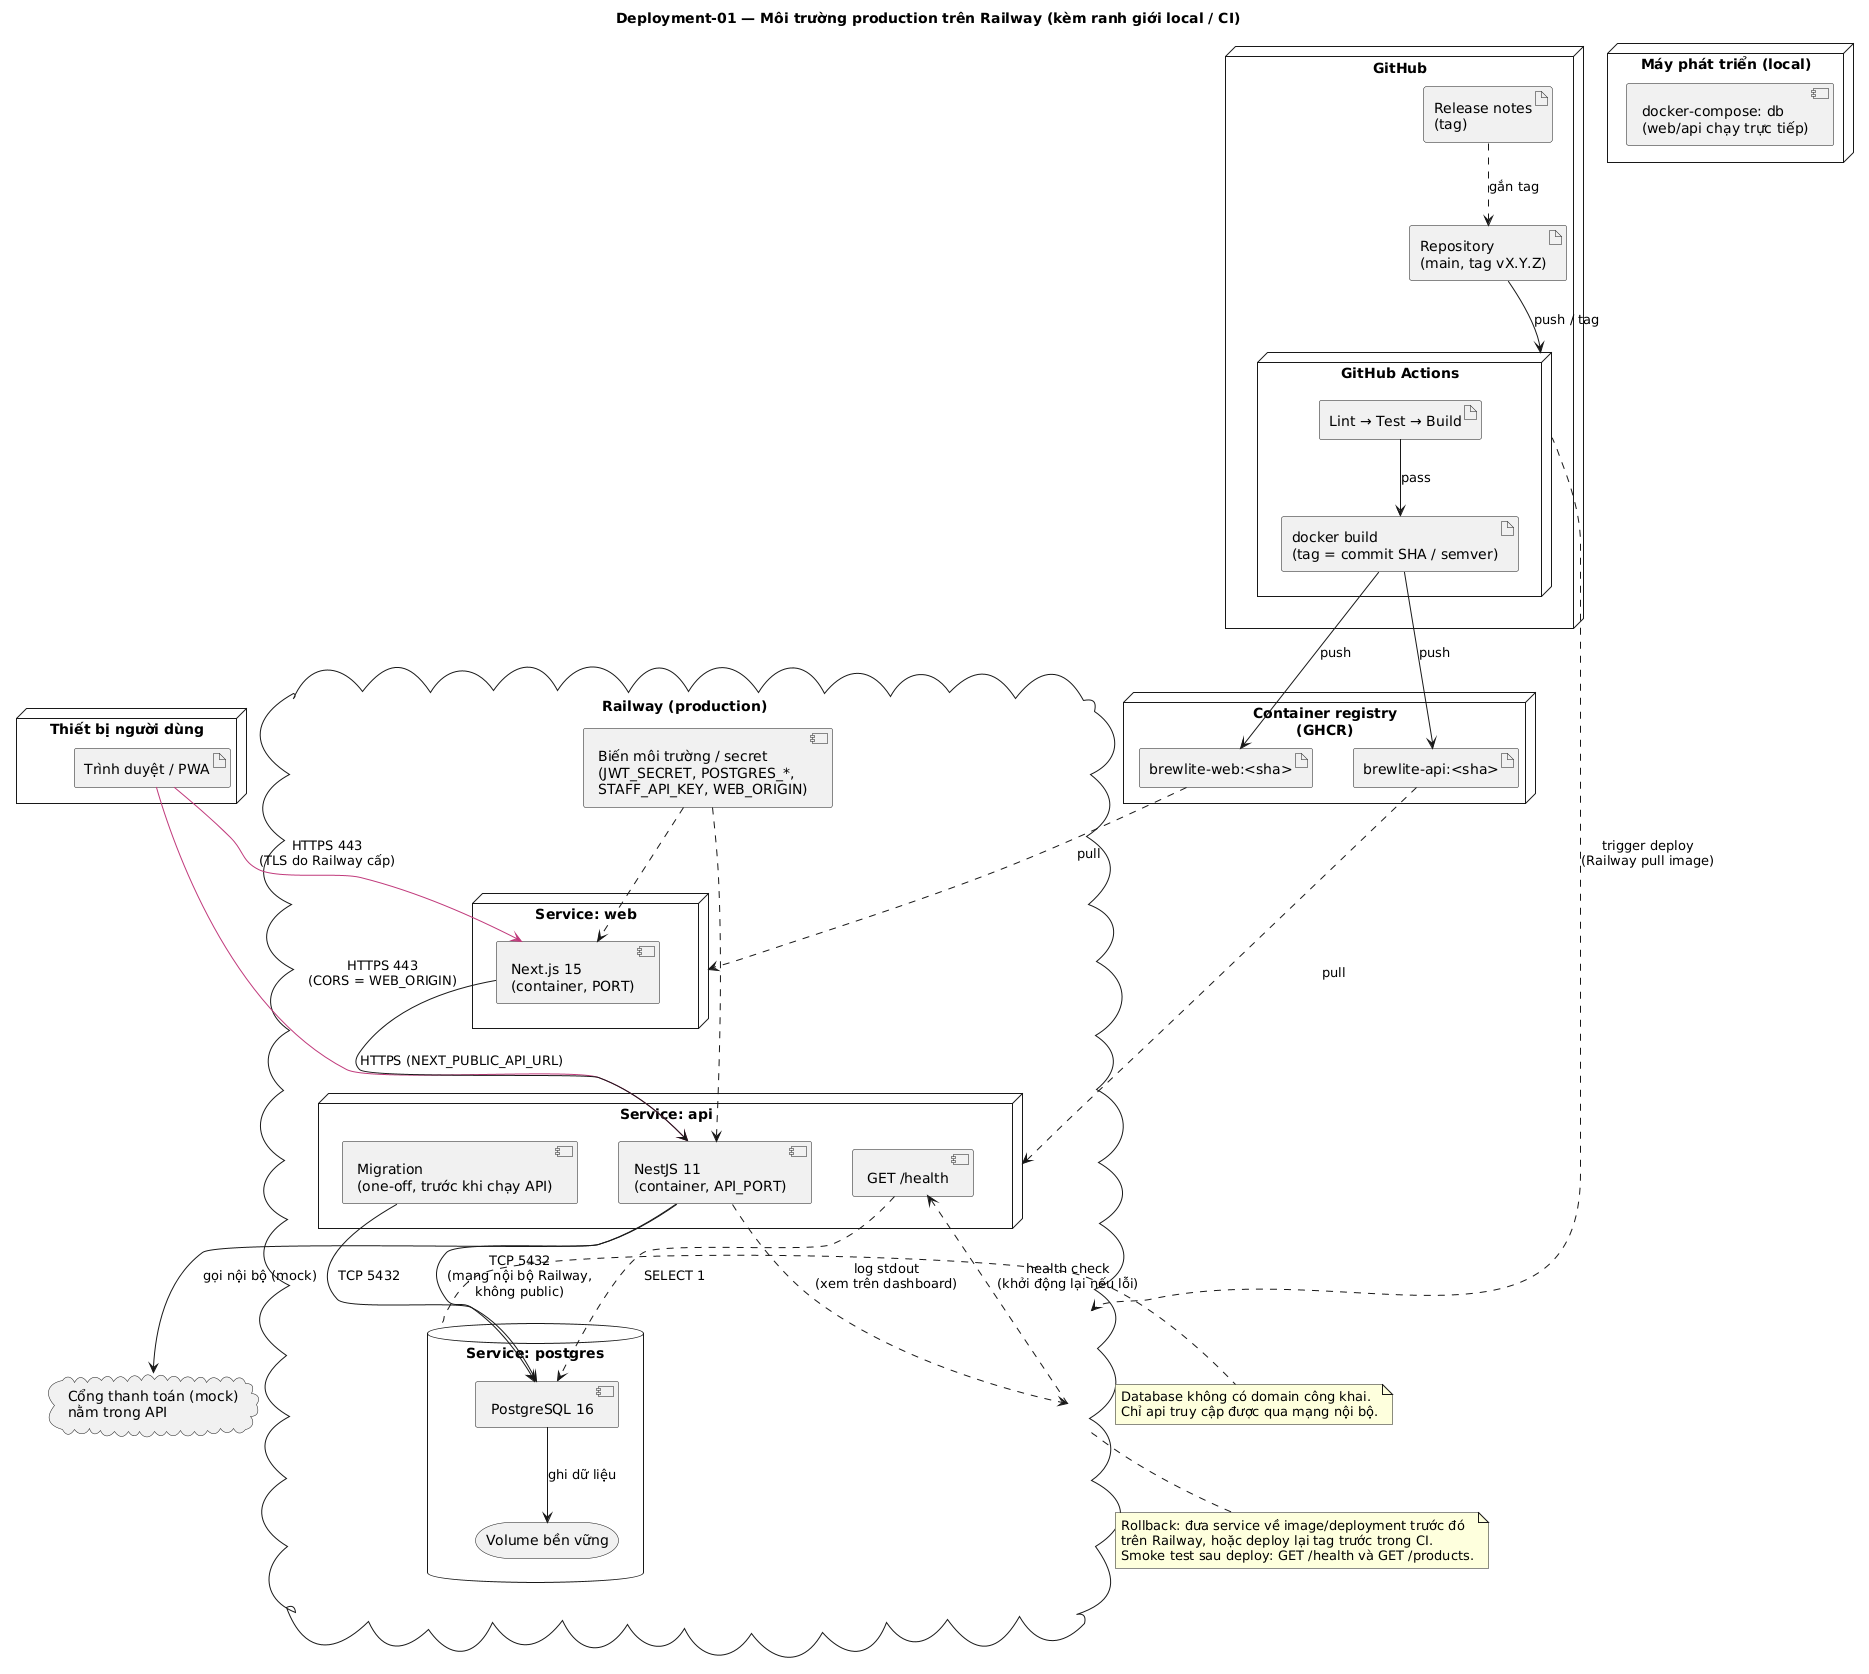 Deployment-01 — Môi trường production trên Railway (kèm ranh giới local / CI)
GitHub
Release notes
(tag)
gắn tag
Repository
(main, tag vX.Y.Z)
push / tag
GitHub Actions
Lint → Test → Build
pass
docker build
(tag = commit SHA / semver)
Máy phát triển (local)
docker-compose: db
(web/api chạy trực tiếp)
push
push
Container registry
(GHCR)
brewlite-web:<sha>
brewlite-api:<sha>
Thiết bị người dùng
Trình duyệt / PWA
Railway (production)
Biến môi trường / secret
(JWT_SECRET, POSTGRES_*,
STAFF_API_KEY, WEB_ORIGIN)
HTTPS 443
(TLS do Railway cấp)
pull
trigger deploy
(Railway pull image)
Service: web
Next.js 15
(container, PORT)
HTTPS 443
(CORS = WEB_ORIGIN)
pull
HTTPS (NEXT_PUBLIC_API_URL)
Service: api
Migration
(one-off, trước khi chạy API)
NestJS 11
(container, API_PORT)
GET /health
gọi nội bộ (mock)
TCP 5432
TCP 5432
(mạng nội bộ Railway,
không public)
SELECT 1
log stdout
(xem trên dashboard)
health check
(khởi động lại nếu lỗi)
Service: postgres
PostgreSQL 16
ghi dữ liệu
Volume bền vững
Cổng thanh toán (mock)
nằm trong API
Database không có domain công khai.
Chỉ api truy cập được qua mạng nội bộ.
Rollback: đưa service về image/deployment trước đó
trên Railway, hoặc deploy lại tag trước trong CI.
Smoke test sau deploy: GET /health và GET /products.